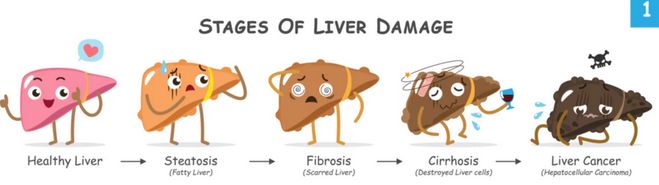 1
STAGES OF LIVER DAMAGE
Healthy Liver
Steatosis
(Fatty Liver)
Fibrosis
(Scarred Liver)
Cirrhosis
(Destroyed Liver cells)
Liver Cancer
(Hepatocellular Carcinoma)